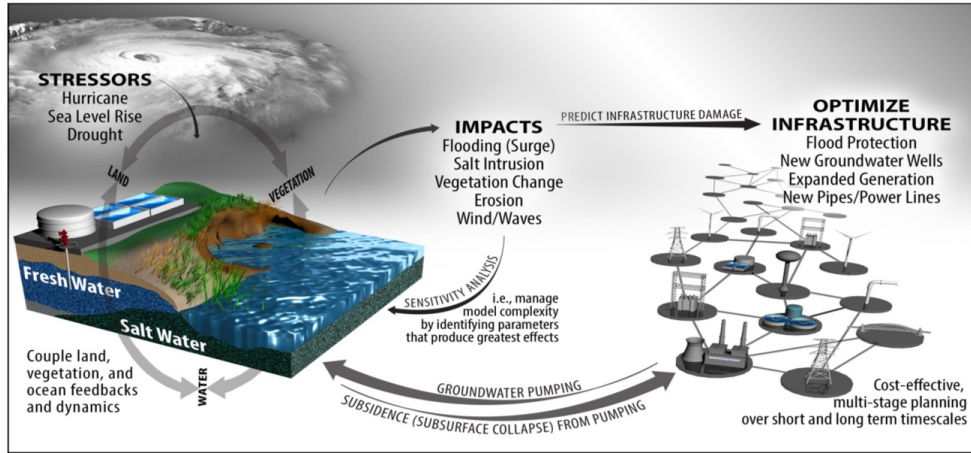 STRESSORS
Hurricane
Sea Level Rise
Drought
LAND
VEGETATION
Fresh Water
Salt Water
WATER
Couple land,
vegetation, and
ocean feedbacks
and dynamics
IMPACTS
Flooding (Surge)
Salt Intrusion
Vegetation Change
Erosion
Wind/Waves
SENSITIVITY ANALYSIS
i.e., manage
model complexity
by identifying parameters
that produce greatest effects
PREDICT INFRASTRUCTURE DAMAGE
OPTIMIZE
INFRASTRUCTURE
Flood Protection
New Groundwater Wells
Expanded Generation
New Pipes/Power Lines
GROUNDWATER PUMPING
SUBSIDENCE (SUBSURFACE COLLAPSE) FROM PUMPING
Cost-effective,
multi-stage planning
over short and long term timescales